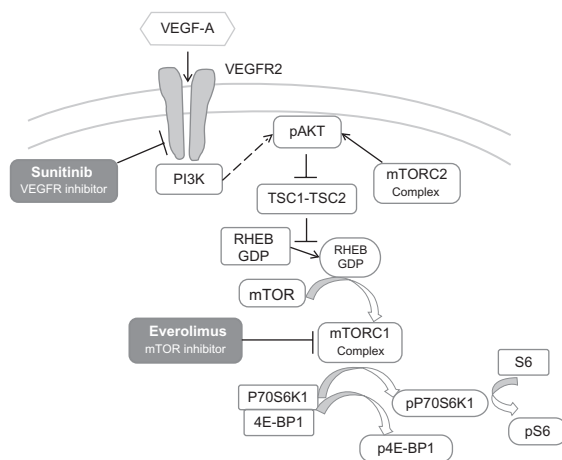 VEGF-A
VEGFR2
pAKT
Sunitinib
VEGFR inhibitor
PI3K
mTORC2
Complex
TSC1-TSC2
RHEB
GDP
RHEB
GDP
mTOR
Everolimus
mTOR inhibitor
mTORC1
Complex
S6
P70S6K1
pP70S6K1
4E-BP1
pS6
p4E-BP1